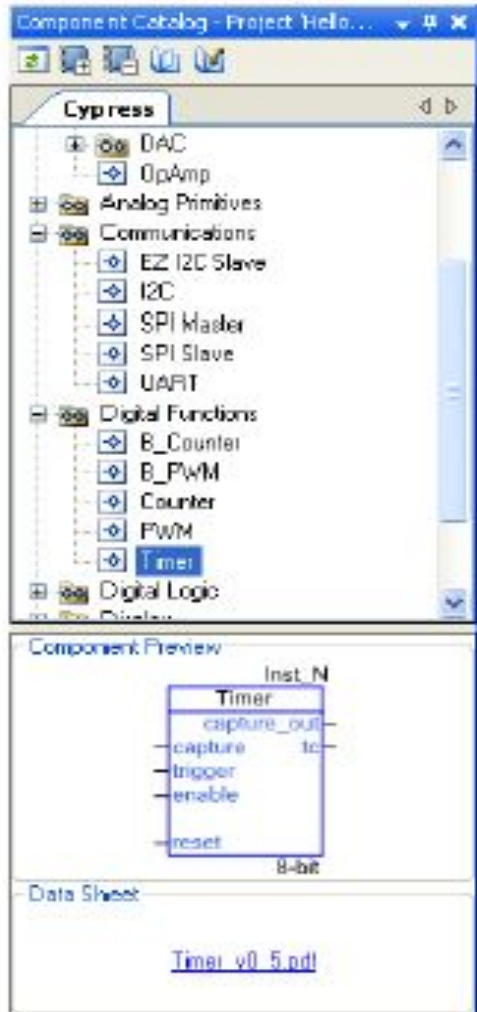 Component Catalog - Project 'Hello...
Cypress
DAC
OpAmp
Analog Primitives
Communications
EZ I2C Slave
I2C
SPI Master
SPI Slave
UART
Digital Functions
B_Counter
B_PWM
Counter
PWM
Timer
Digital Logic
Display
Component Preview
Inst_N
Timer
capture_out
capture tc
trigger
enable
reset
8-bit
Data Sheet
Timer_v0_5.pdf